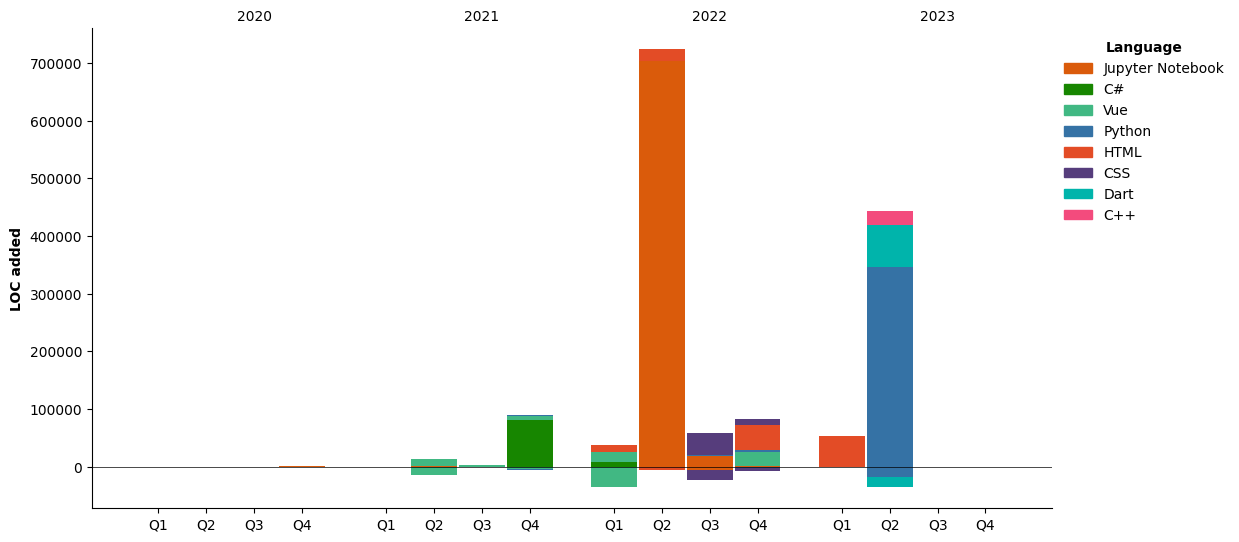 2020 2021 2022 2023
Language
Jupyter Notebook
C#
Vue
Python
HTML
CSS
Dart
C++
LOC added
700000
600000
500000
400000
300000
200000
100000
0
Q1 Q2 Q3 Q4 Q1 Q2 Q3 Q4 Q1 Q2 Q3 Q4 Q1 Q2 Q3 Q4